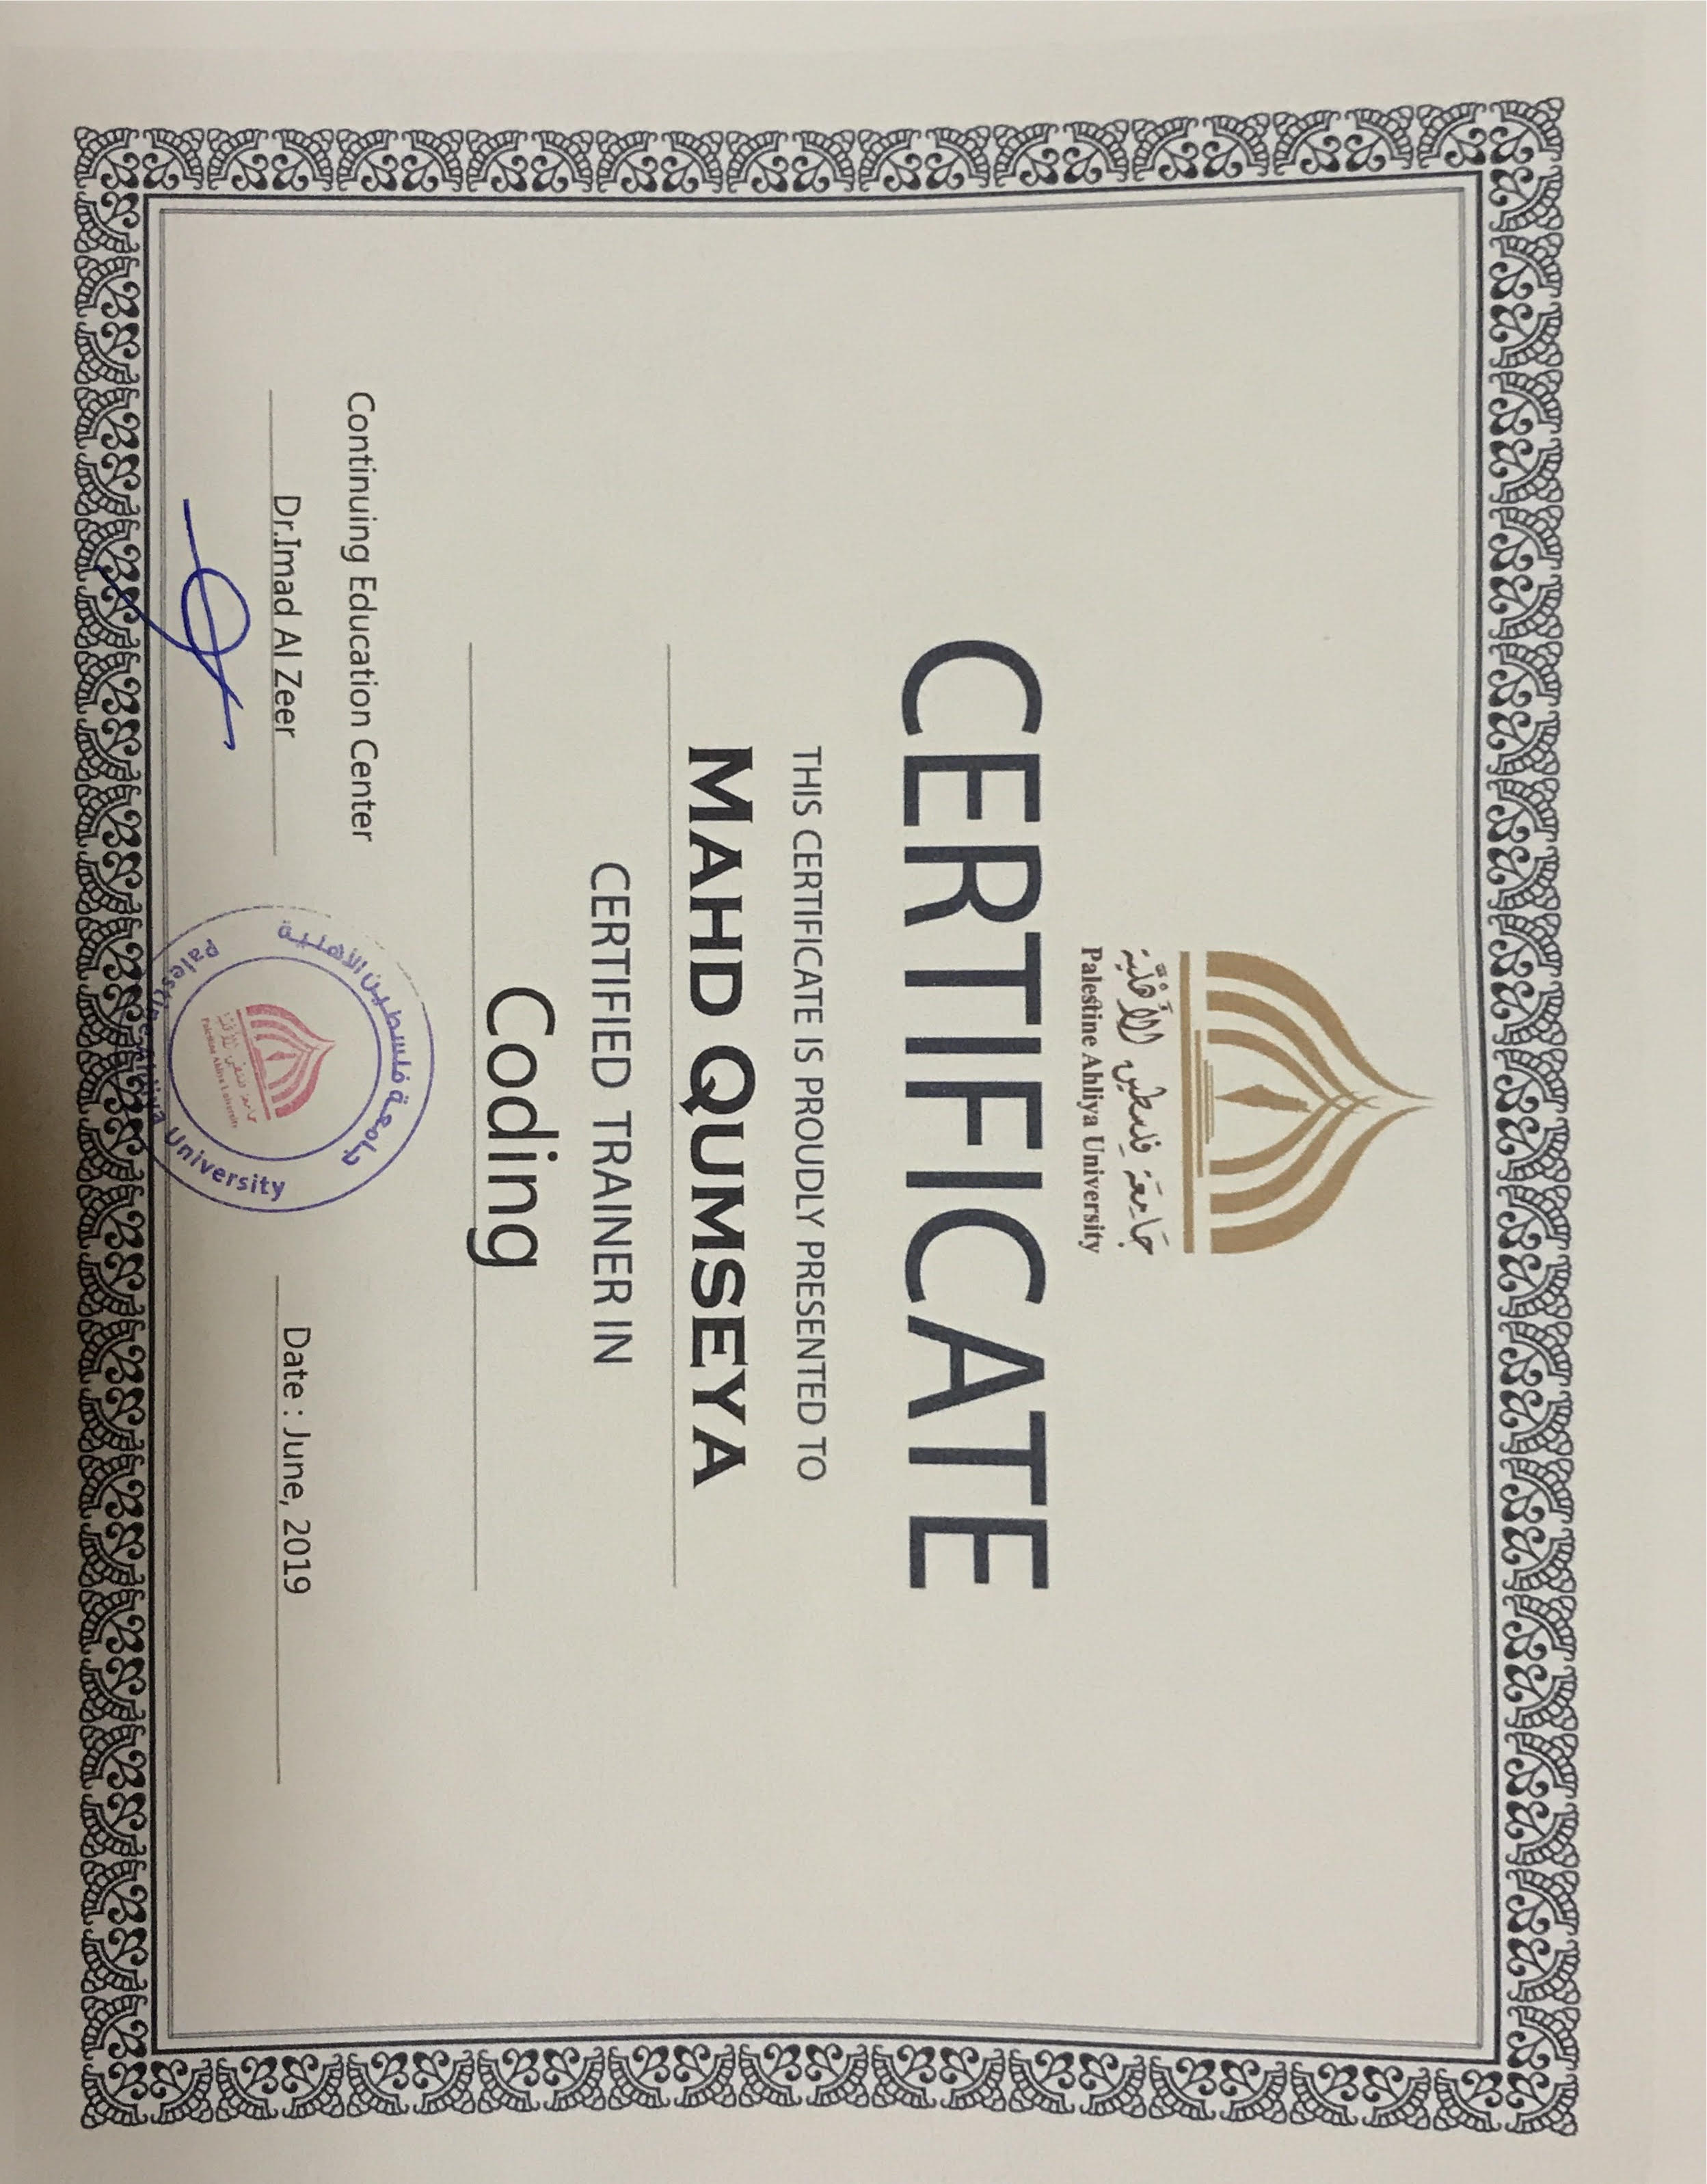 جامعة فلسطين الأهلية
Palestine Ahliya University
CERTIFICATE
THIS CERTIFICATE IS PROUDLY PRESENTED TO
MAHD QUMSEYA
CERTIFIED TRAINER IN
Coding
Continuing Education Center
Dr.Imad Al Zeer
Date : June, 2019
جامعة فلسطين الاهلية
جامعة فلسطين الأهلية
Palestine Ahliya University
Palestine Ahliya University